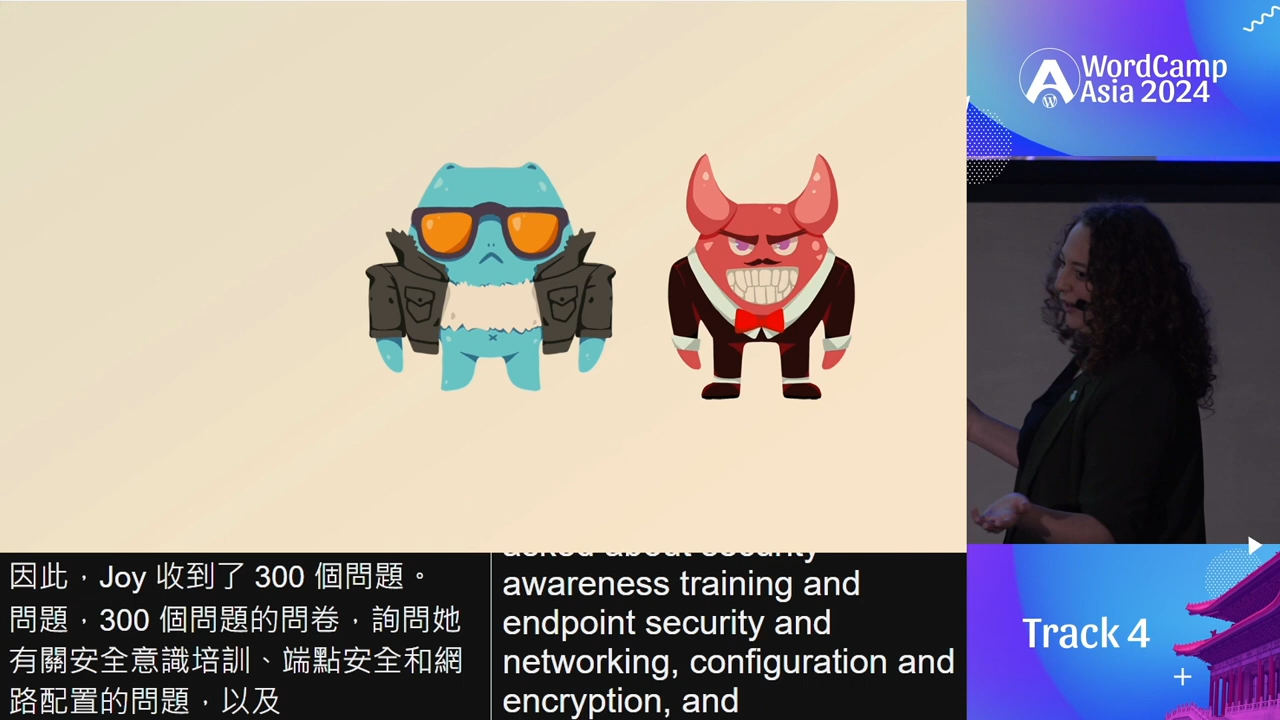 WordCamp
Asia 2024
因此，Joy 收到了 300 個問題。
問題，300 個問題的問卷，詢問她
有關安全意識培訓、端點安全和網
路配置的問題，以及
asked about security
awareness training and
endpoint security and
networking, configuration and
encryption, and
Track 4